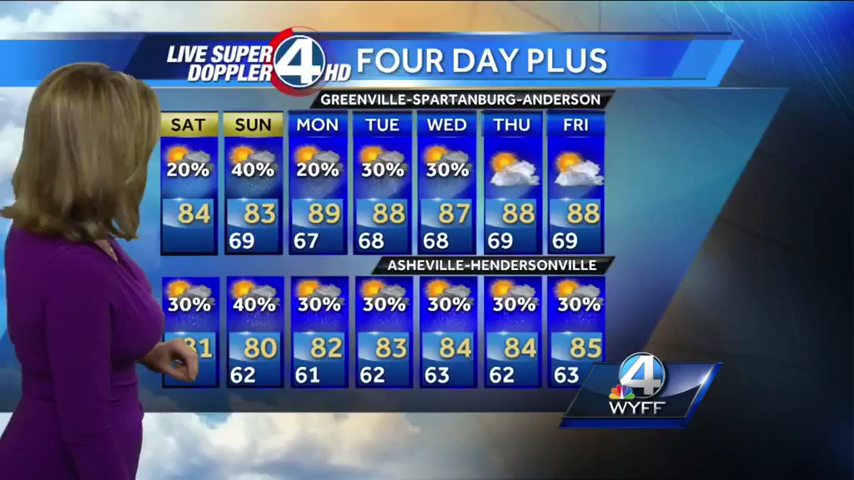 LIVE SUPER DOPPLER 4 HD FOUR DAY PLUS
GREENVILLE-SPARTANBURG-ANDERSON
SAT SUN MON TUE WED THU FRI
20% 40% 20% 30% 30%
84 83 89 88 87 88 88
69 67 68 68 69 69
ASHEVILLE-HENDERSONVILLE
30% 40% 30% 30% 30% 30% 30%
81 80 82 83 84 84 85
62 61 62 63 62 63
4
WYFF